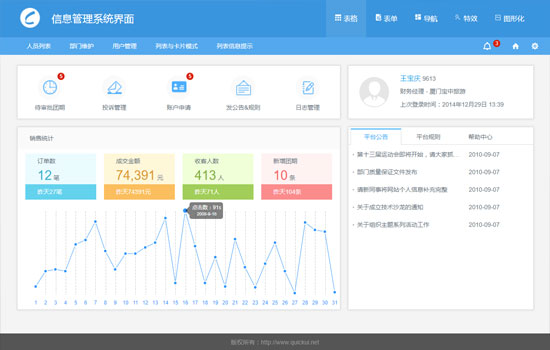 信息管理系统界面
表格 表单 导航 特效 图形化
人员列表 部门维护 用户管理 列表与卡片模式 列表信息提示
3
5 5
待审批团期 投诉管理 账户申请 发公告&规则 日志管理
王宝庆 9613
财务经理 - 厦门宝中旅游
上次登录时间：2014年12月29日 13:39
销售统计
订单数 成交金额 收客人数 新增团期
12笔 74,391元 413人 10条
昨天27笔 昨天74391元 昨天71人 昨天104条
点击数：91s
2008-8-16
1 2 3 4 5 6 7 8 9 10 11 12 13 14 15 16 17 18 19 20 21 22 23 24 25 26 27 28 29 30 31
平台公告 平台规则 帮助中心
第十三届运动会即将开始，请大家抓... 2010-09-07
部门质量保证文件发布 2010-09-07
请新同事将网站个人信息补充完整 2010-09-07
关于成立技术沙龙的通知 2010-09-07
关于组织主题系列活动工作 2010-09-07
版权所有：http://www.quickui.net